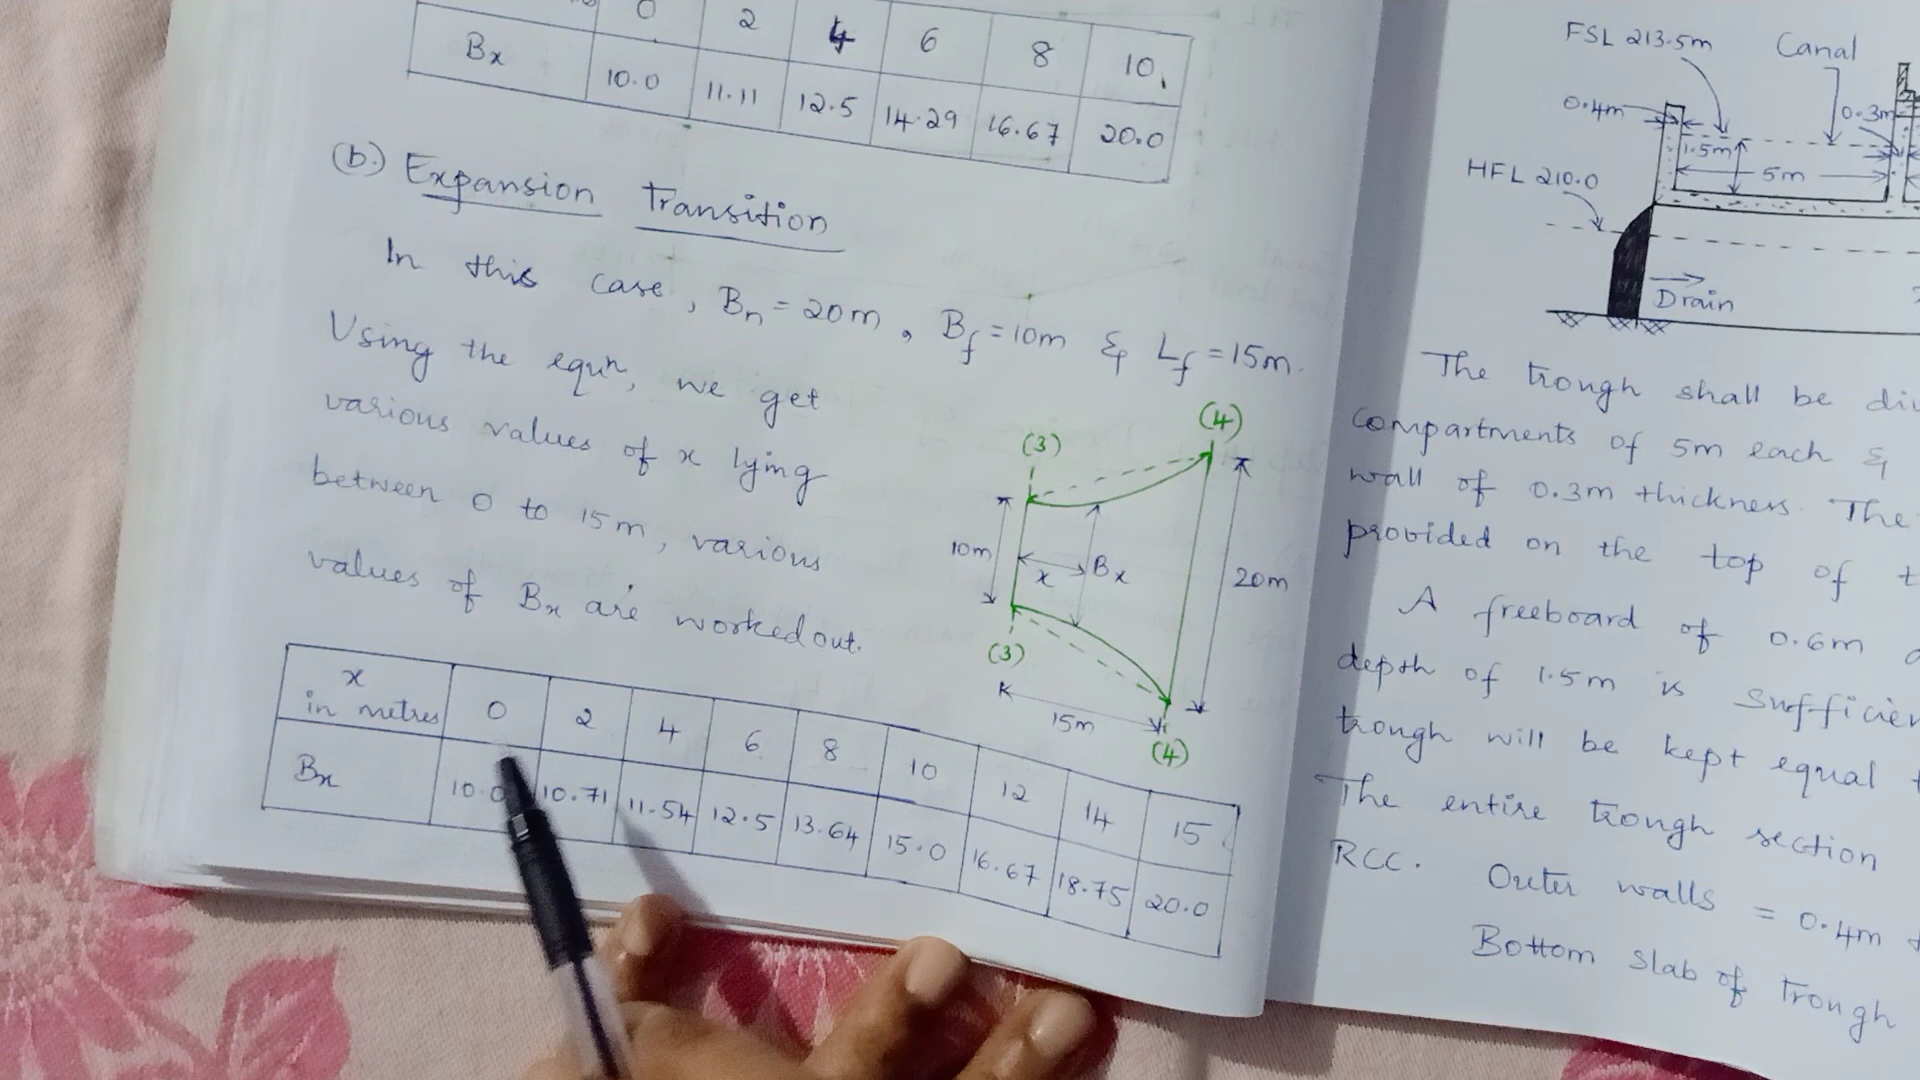 0 2 4 6 8 10
Bx 10.0 11.11 12.5 14.29 16.67 20.0
(b.) Expansion Transition
In this case, Bn = 20m, Bf = 10m & Lf = 15m.
Using the equn, we get
various values of x lying
between 0 to 15m, various
values of Bx are worked out.
(3) (4)
10m x Bx 20m
(3) 15m (4)
x in metres 0 2 4 6 8 10 12 14 15
Bx 10.0 10.71 11.54 12.5 13.64 15.0 16.67 18.75 20.0
FSL 213.5m Canal
0.4m 0.3m
1.5m
HFL 210.0 5m
Drain
The trough shall be
compartments of 5m each &
wall of 0.3m thickness. The
provided on the top of
A freeboard of 0.6m
depth of 1.5m is
trough will be kept equal
The entire trough section
RCC. Outer walls = 0.4m
Bottom slab of trough